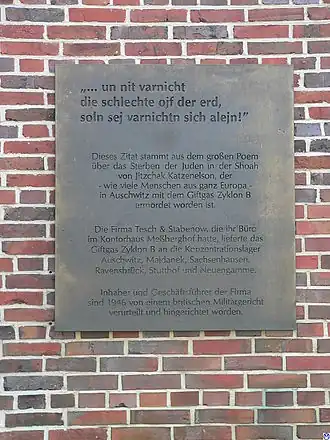 „... un nit varnicht
die schlechte ojf der erd,
soln sej varnichtn sich alejn!“
Dieses Zitat stammt aus dem großen Poem
über das Sterben der Juden in der Shoah
von Jizchak Katzenelson, der
- wie viele Menschen aus ganz Europa -
in Auschwitz mit dem Giftgas Zyklon B
ermordet worden ist.
Die Firma Tesch & Stabenow, die ihr Büro
im Kontorhaus Meßberghof hatte, lieferte das
Giftgas Zyklon B an die Konzentrationslager
Auschwitz, Majdanek, Sachsenhausen,
Ravensbrück, Stutthof und Neuengamme.
Inhaber und Geschäftsführer der Firma
sind 1946 von einem britischen Militärgericht
verurteilt und hingerichtet worden.